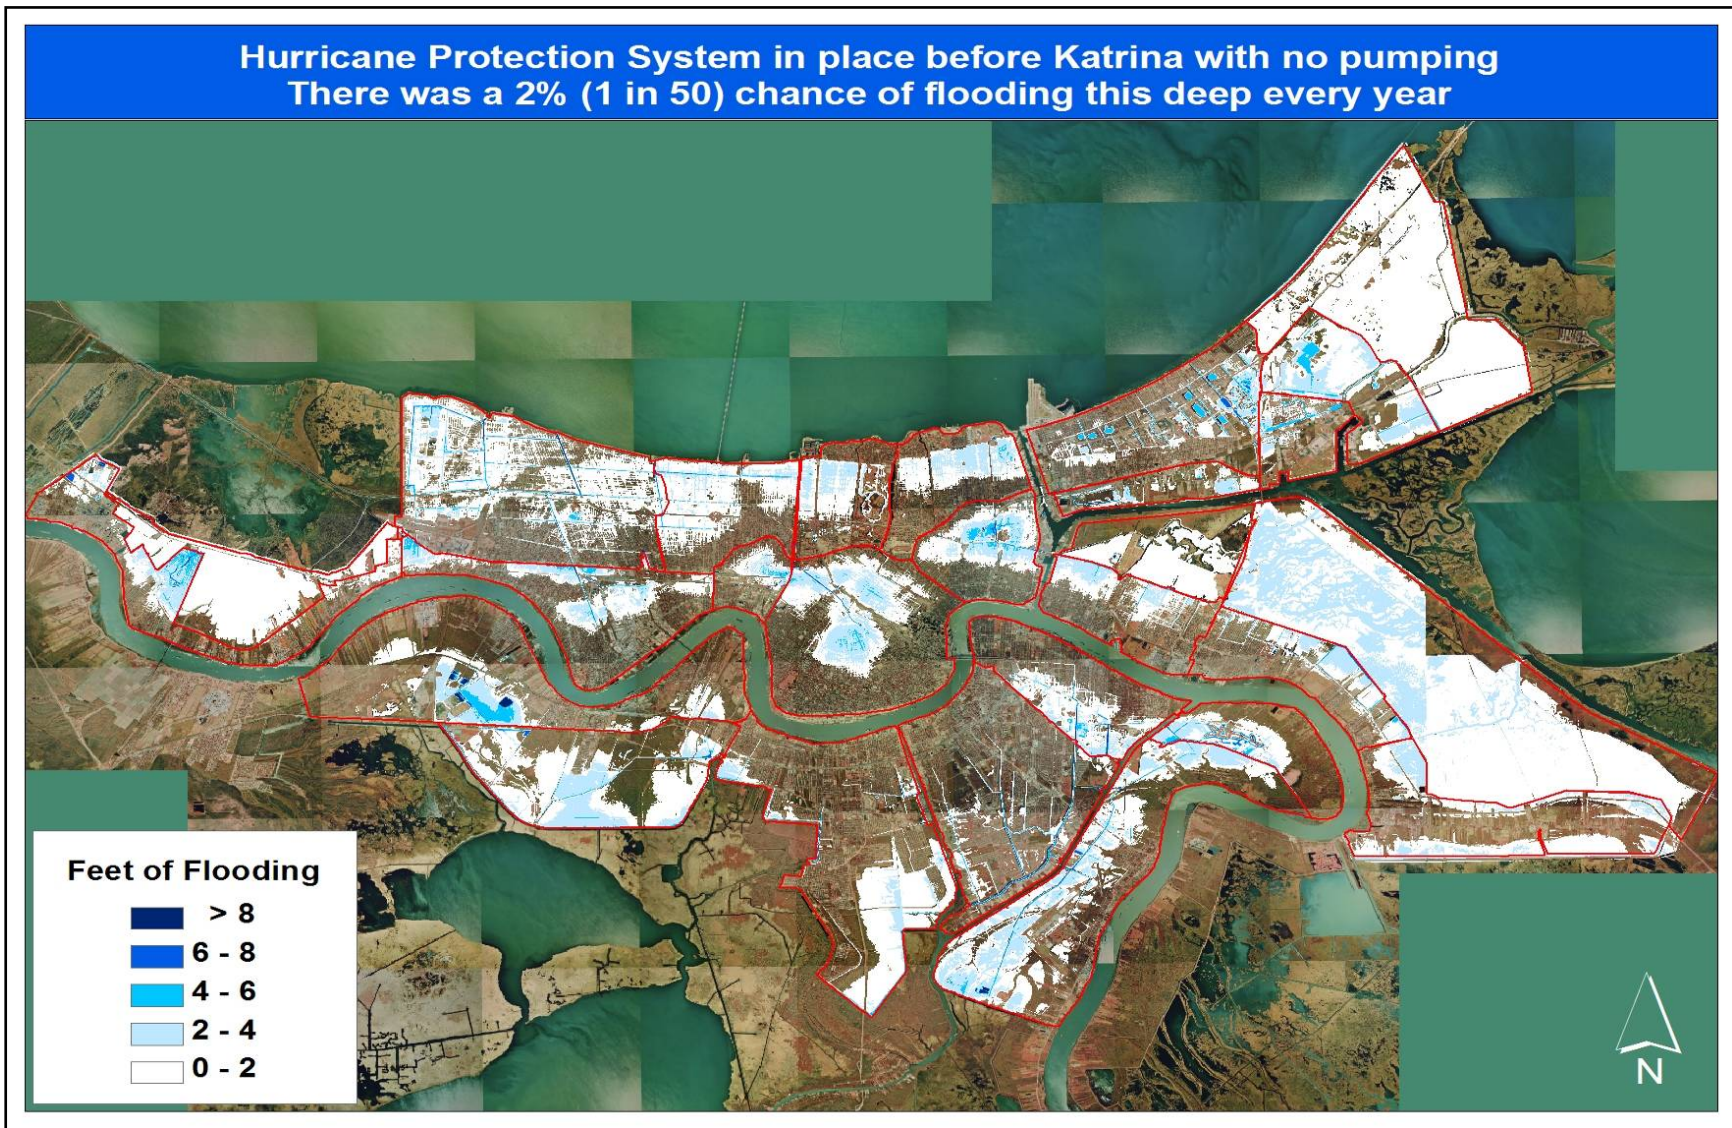 Hurricane Protection System in place before Katrina with no pumping
There was a 2% (1 in 50) chance of flooding this deep every year
Feet of Flooding
> 8
6 - 8
4 - 6
2 - 4
0 - 2
N